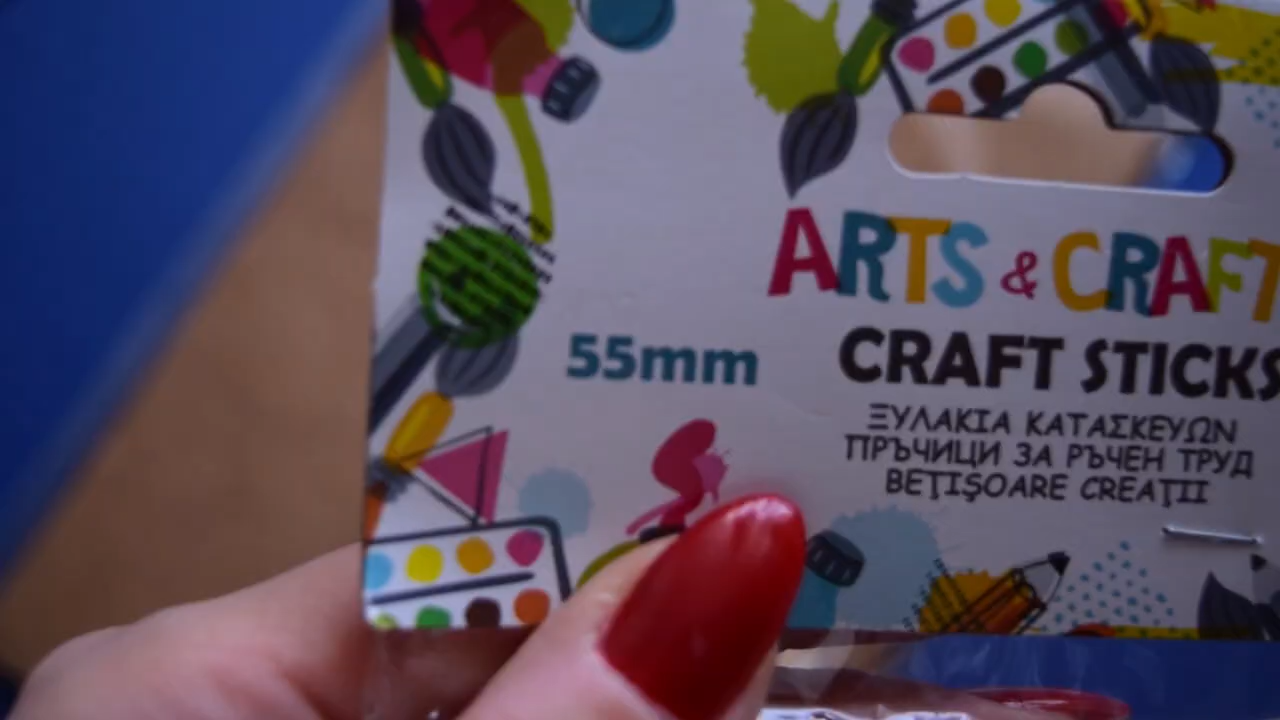 ARTS & CRAFT
55mm
CRAFT STICKS
ΞΥΛΑΚΙΑ ΚΑΤΑΣΚΕΥΩΝ
ПРЪЧИЦИ ЗА РЪЧЕН ТРУД
BEŢIŞOARE CREAŢII